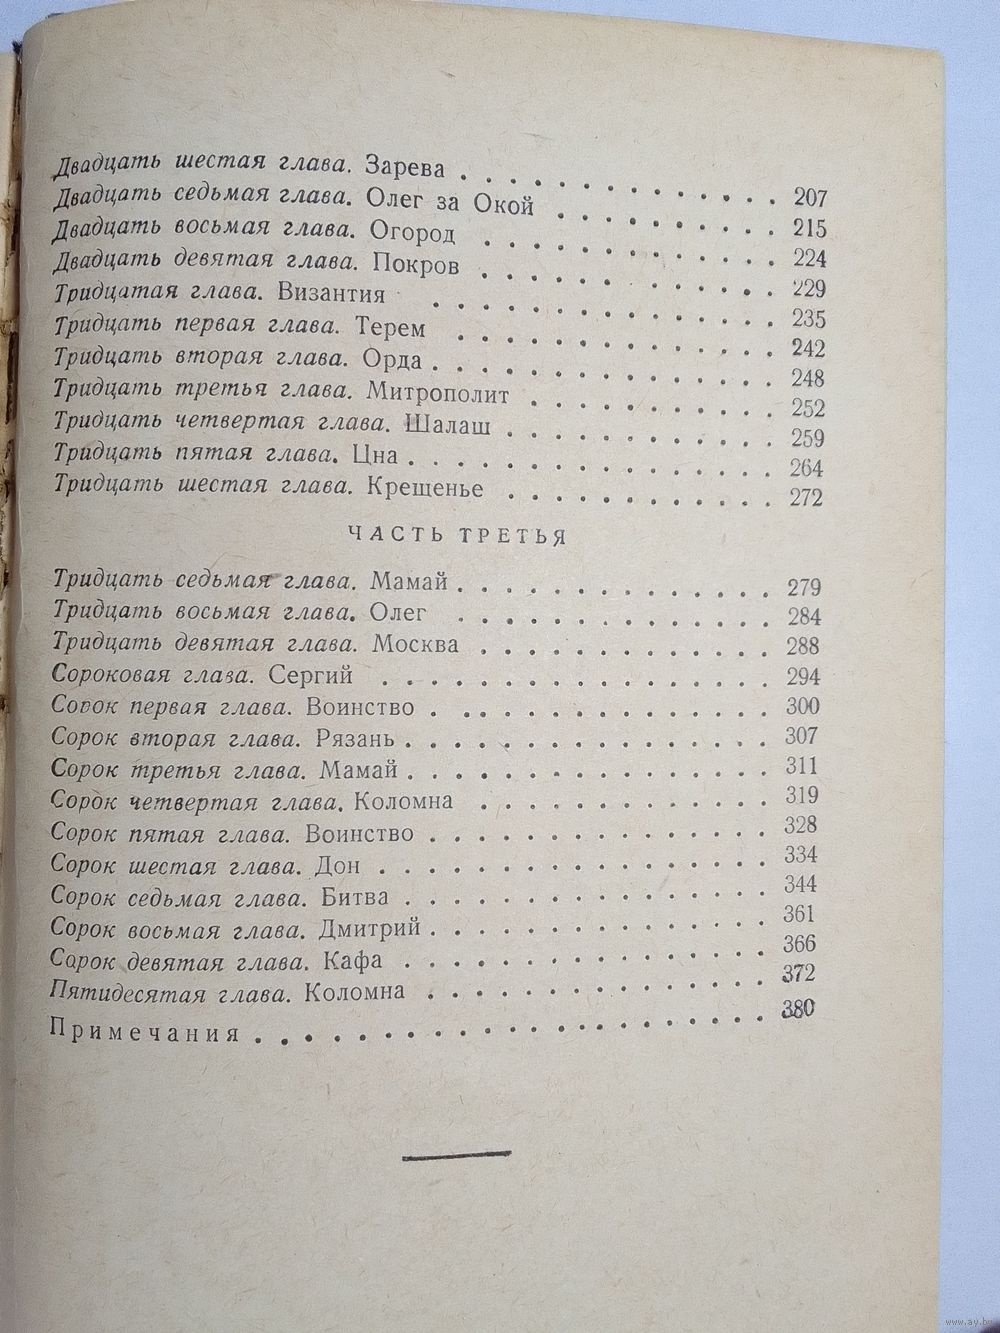 Двадцать шестая глава. Зарева . . . . . . . . . . . . . . 207
Двадцать седьмая глава. Олег за Окой . . . . . . . . . . 215
Двадцать восьмая глава. Огород . . . . . . . . . . . . . 224
Двадцать девятая глава. Покров . . . . . . . . . . . . . 229
Тридцатая глава. Византия . . . . . . . . . . . . . . . 235
Тридцать первая глава. Терем . . . . . . . . . . . . . . 242
Тридцать вторая глава. Орда . . . . . . . . . . . . . . . 248
Тридцать третья глава. Митрополит . . . . . . . . . . . 252
Тридцать четвертая глава. Шалаш . . . . . . . . . . . . 259
Тридцать пятая глава. Цна . . . . . . . . . . . . . . . . 264
Тридцать шестая глава. Крещенье . . . . . . . . . . . . 272
ЧАСТЬ ТРЕТЬЯ
Тридцать седьмая глава. Мамай . . . . . . . . . . . . . . 279
Тридцать восьмая глава. Олег . . . . . . . . . . . . . . 284
Тридцать девятая глава. Москва . . . . . . . . . . . . . 288
Сороковая глава. Сергий . . . . . . . . . . . . . . . . . 294
Сорок первая глава. Воинство . . . . . . . . . . . . . . 300
Сорок вторая глава. Рязань . . . . . . . . . . . . . . . . 307
Сорок третья глава. Мамай . . . . . . . . . . . . . . . . 311
Сорок четвертая глава. Коломна . . . . . . . . . . . . . 319
Сорок пятая глава. Воинство . . . . . . . . . . . . . . . 328
Сорок шестая глава. Дон . . . . . . . . . . . . . . . . . 334
Сорок седьмая глава. Битва . . . . . . . . . . . . . . . . 344
Сорок восьмая глава. Дмитрий . . . . . . . . . . . . . . . 361
Сорок девятая глава. Кафа . . . . . . . . . . . . . . . . 366
Пятидесятая глава. Коломна . . . . . . . . . . . . . . . 372
Примечания . . . . . . . . . . . . . . . . . . . . . . 380
www.ay.by